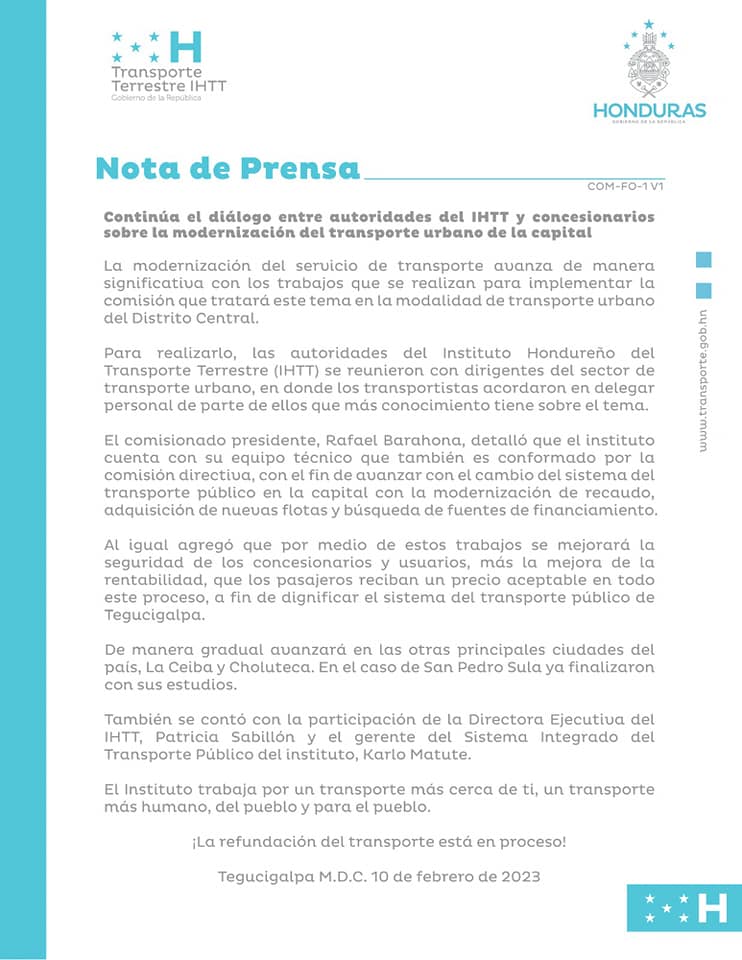 H
Transporte
Terrestre IHTT
Gobierno de la República
HONDURAS
GOBIERNO DE LA REPÚBLICA
Nota de Prensa
COM-FO-1 V1
Continúa el diálogo entre autoridades del IHTT y concesionarios
sobre la modernización del transporte urbano de la capital
La modernización del servicio de transporte avanza de manera
significativa con los trabajos que se realizan para implementar la
comisión que tratará este tema en la modalidad de transporte urbano
del Distrito Central.
Para realizarlo, las autoridades del Instituto Hondureño del
Transporte Terrestre (IHTT) se reunieron con dirigentes del sector de
transporte urbano, en donde los transportistas acordaron en delegar
personal de parte de ellos que más conocimiento tiene sobre el tema.
El comisionado presidente, Rafael Barahona, detalló que el instituto
cuenta con su equipo técnico que también es conformado por la
comisión directiva, con el fin de avanzar con el cambio del sistema del
transporte público en la capital con la modernización de recaudo,
adquisición de nuevas flotas y búsqueda de fuentes de financiamiento.
Al igual agregó que por medio de estos trabajos se mejorará la
seguridad de los concesionarios y usuarios, más la mejora de la
rentabilidad, que los pasajeros reciban un precio aceptable en todo
este proceso, a fin de dignificar el sistema del transporte público de
Tegucigalpa.
De manera gradual avanzará en las otras principales ciudades del
país, La Ceiba y Choluteca. En el caso de San Pedro Sula ya finalizaron
con sus estudios.
También se contó con la participación de la Directora Ejecutiva del
IHTT, Patricia Sabillón y el gerente del Sistema Integrado del
Transporte Público del instituto, Karlo Matute.
El Instituto trabaja por un transporte más cerca de ti, un transporte
más humano, del pueblo y para el pueblo.
¡La refundación del transporte está en proceso!
Tegucigalpa M.D.C. 10 de febrero de 2023
www.transporte.gob.hn
H